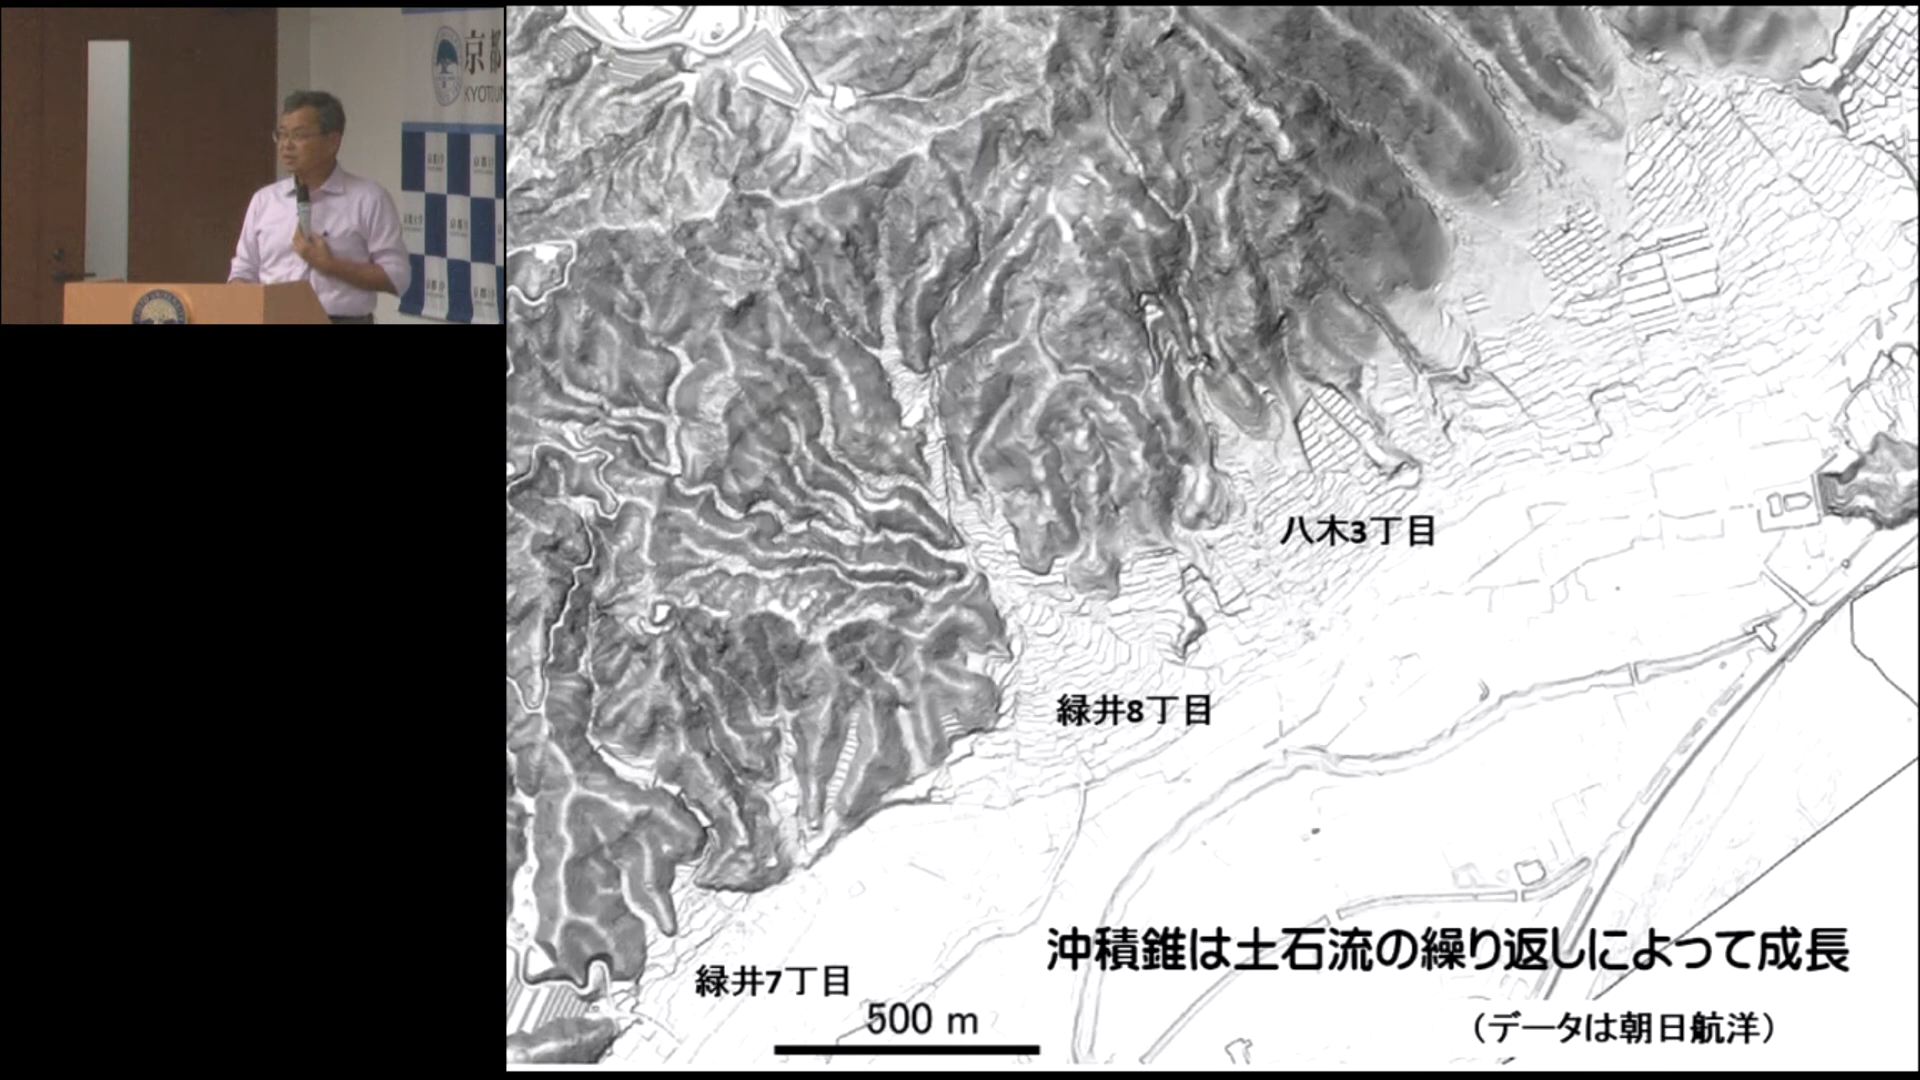 京都
KYOTO UN
八木3丁目
緑井8丁目
沖積錐は土石流の繰り返しによって成長
緑井7丁目
500 m
（データは朝日航洋）